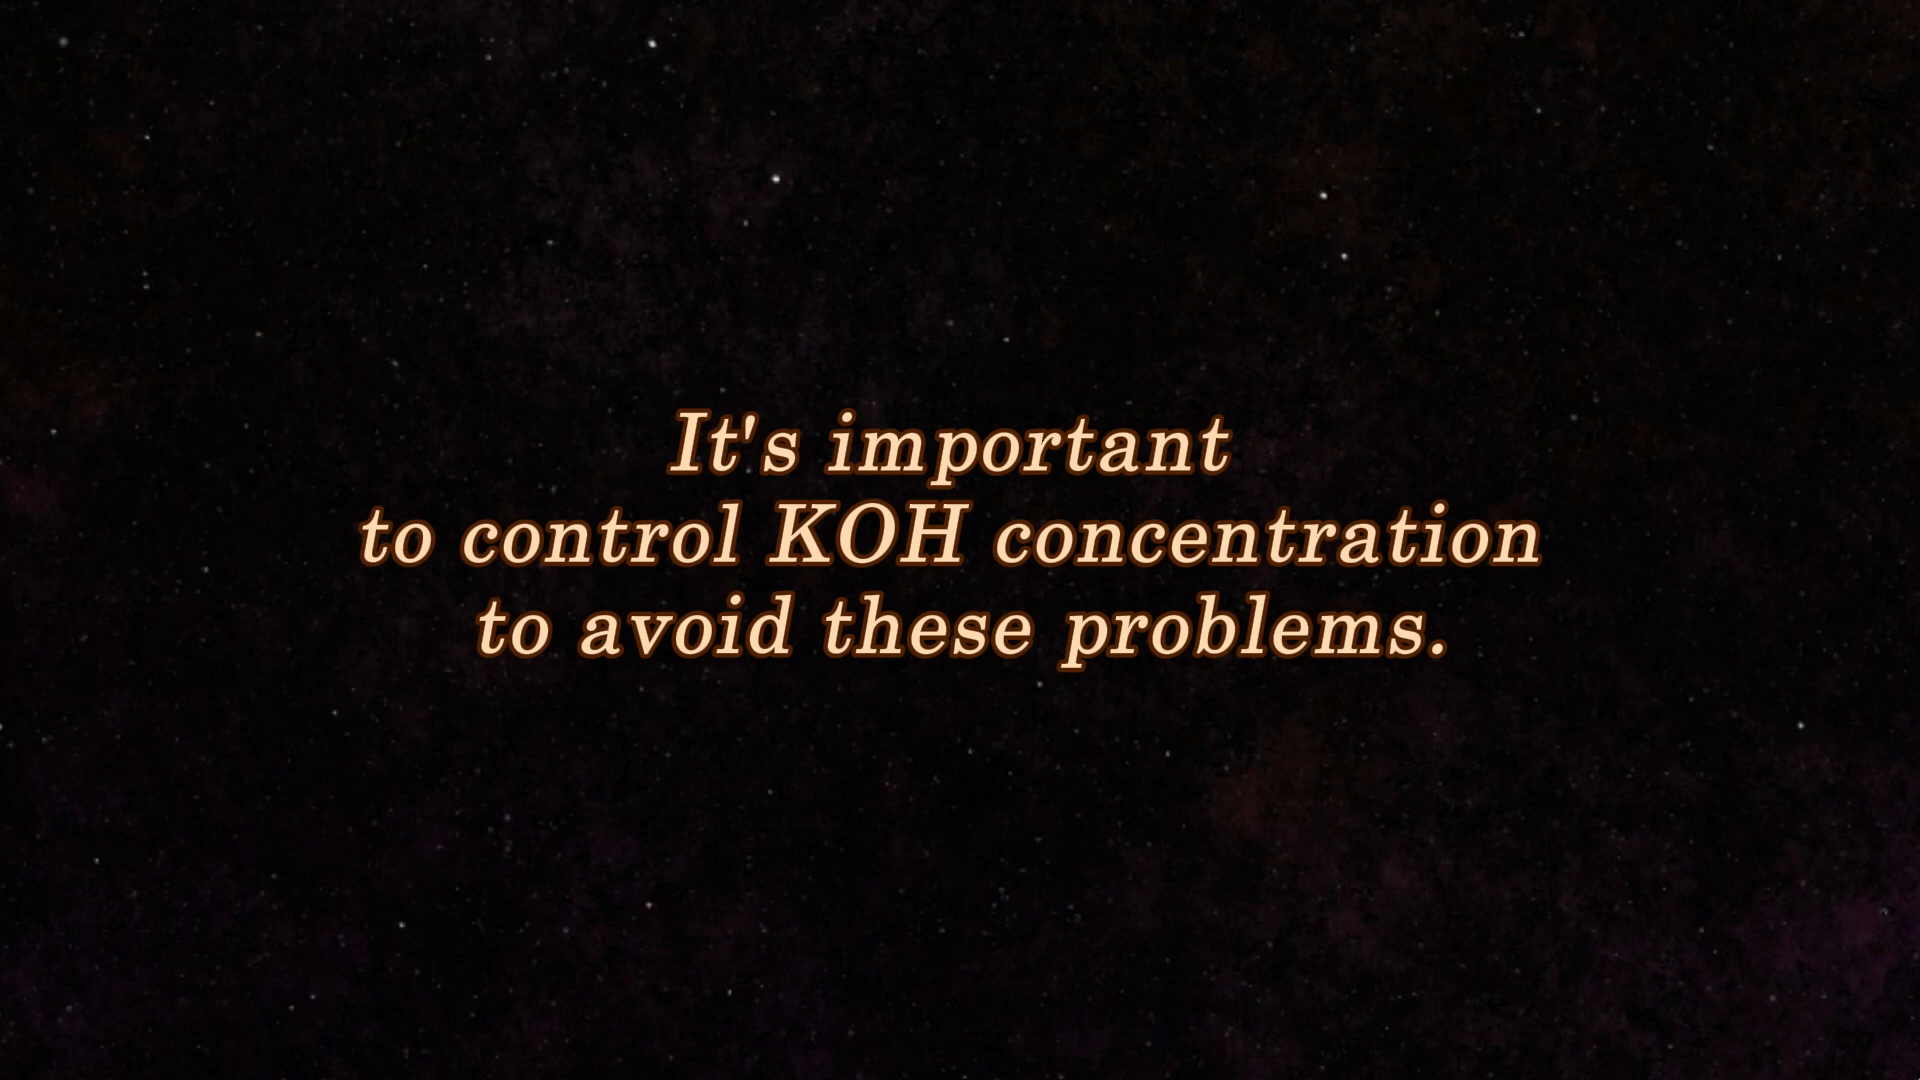 It's important
to control KOH concentration
to avoid these problems.